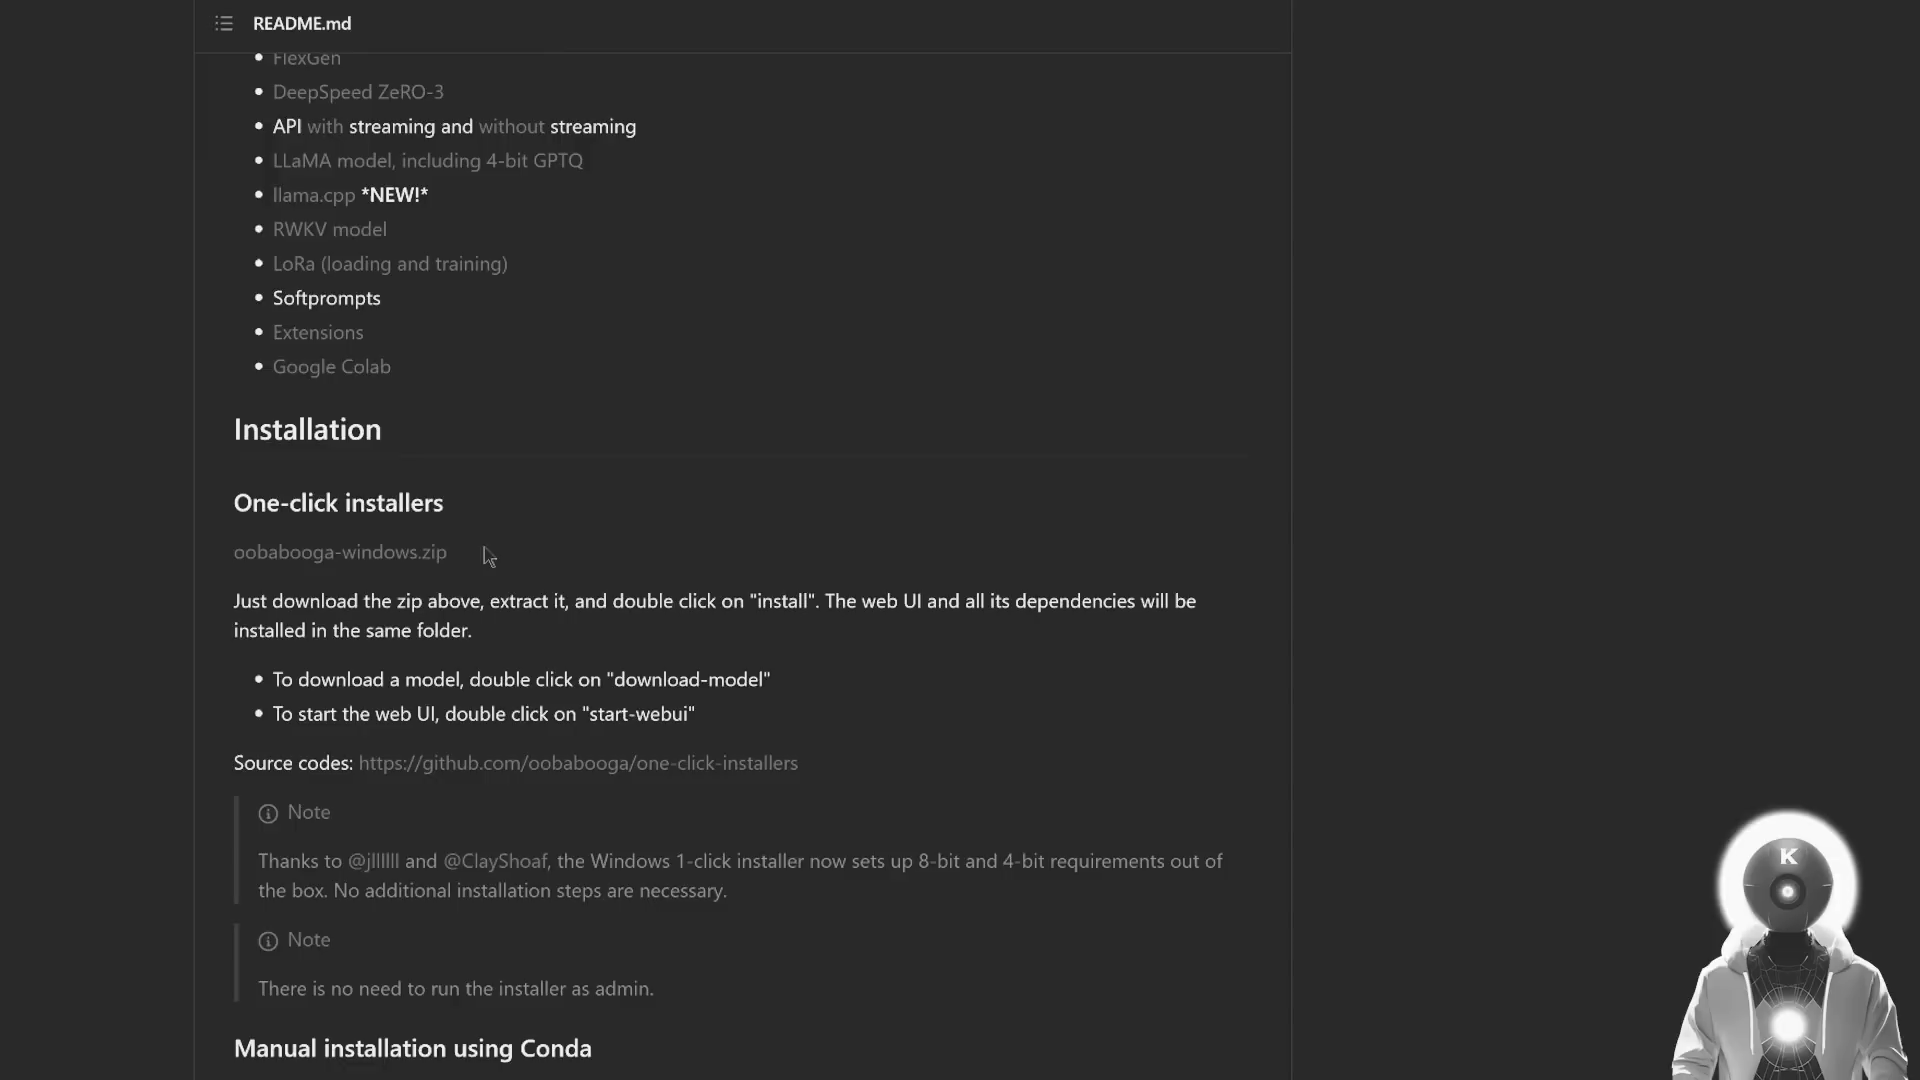 README.md
FlexGen
DeepSpeed ZeRO-3
API with streaming and without streaming
LLaMA model, including 4-bit GPTQ
llama.cpp *NEW!*
RWKV model
LoRa (loading and training)
Softprompts
Extensions
Google Colab
Installation
One-click installers
oobabooga-windows.zip
Just download the zip above, extract it, and double click on "install". The web UI and all its dependencies will be
installed in the same folder.
To download a model, double click on "download-model"
To start the web UI, double click on "start-webui"
Source codes: https://github.com/oobabooga/one-click-installers
Note
Thanks to @jllllll and @ClayShoaf, the Windows 1-click installer now sets up 8-bit and 4-bit requirements out of
the box. No additional installation steps are necessary.
Note
There is no need to run the installer as admin.
Manual installation using Conda
K